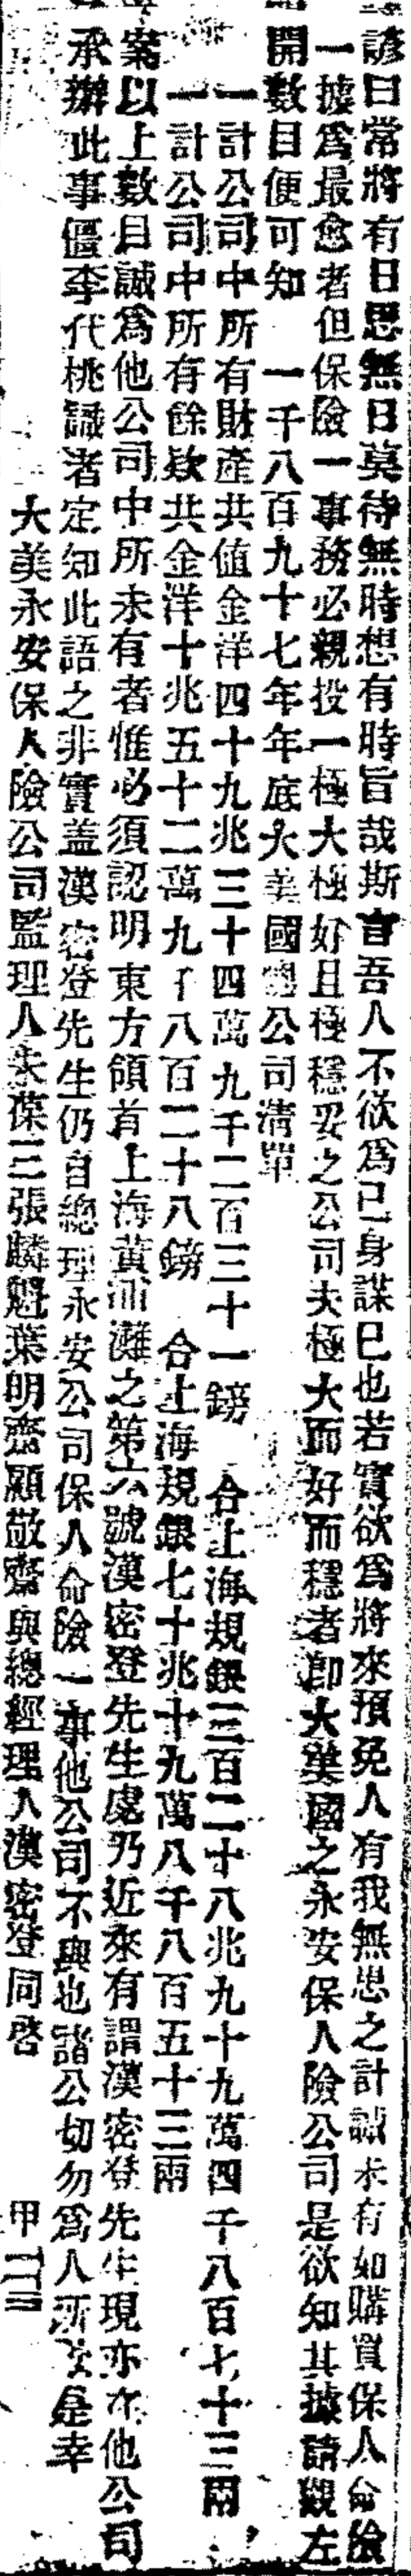 諺曰常將有日思無日莫待無時想有時旨哉斯言吾人不欲爲己身謀已也若實欲爲將來預免人有我無思之計誠未有如購買保人命險
一據爲最愈者但保險一事務必親投一極大極好且極穩妥之公司夫極大而好而穩者卽大美國之永安保人險公司是欲知其據請觀左
開數目便可知　一千八百九十七年年底大美國總公司清單
一計公司中所有財產共値金洋四十九兆三十四萬九千二百三十一鎊　合上海規銀三百二十八兆九十九萬四千八百七十三兩
一計公司中所有餘欵共金洋十兆五十二萬九千八百二十八鎊　合上海規銀七十兆十九萬八千八百五十三兩
案以上數目誠爲他公司中所未有者惟必須認明東方領首上海黃浦灘之第六號漢密登先生處乃近來有謂漢密登先生現亦在他公司
承辦此事僵李代桃識者定知此語之非實盖漢密登先生仍自總理永安公司保人命險一事他公司不與也諸公切勿爲人所是幸
大美永安保人險公司監理人三張麟魁葉明齋顧敬齋與總經理人漢密登同啓
甲